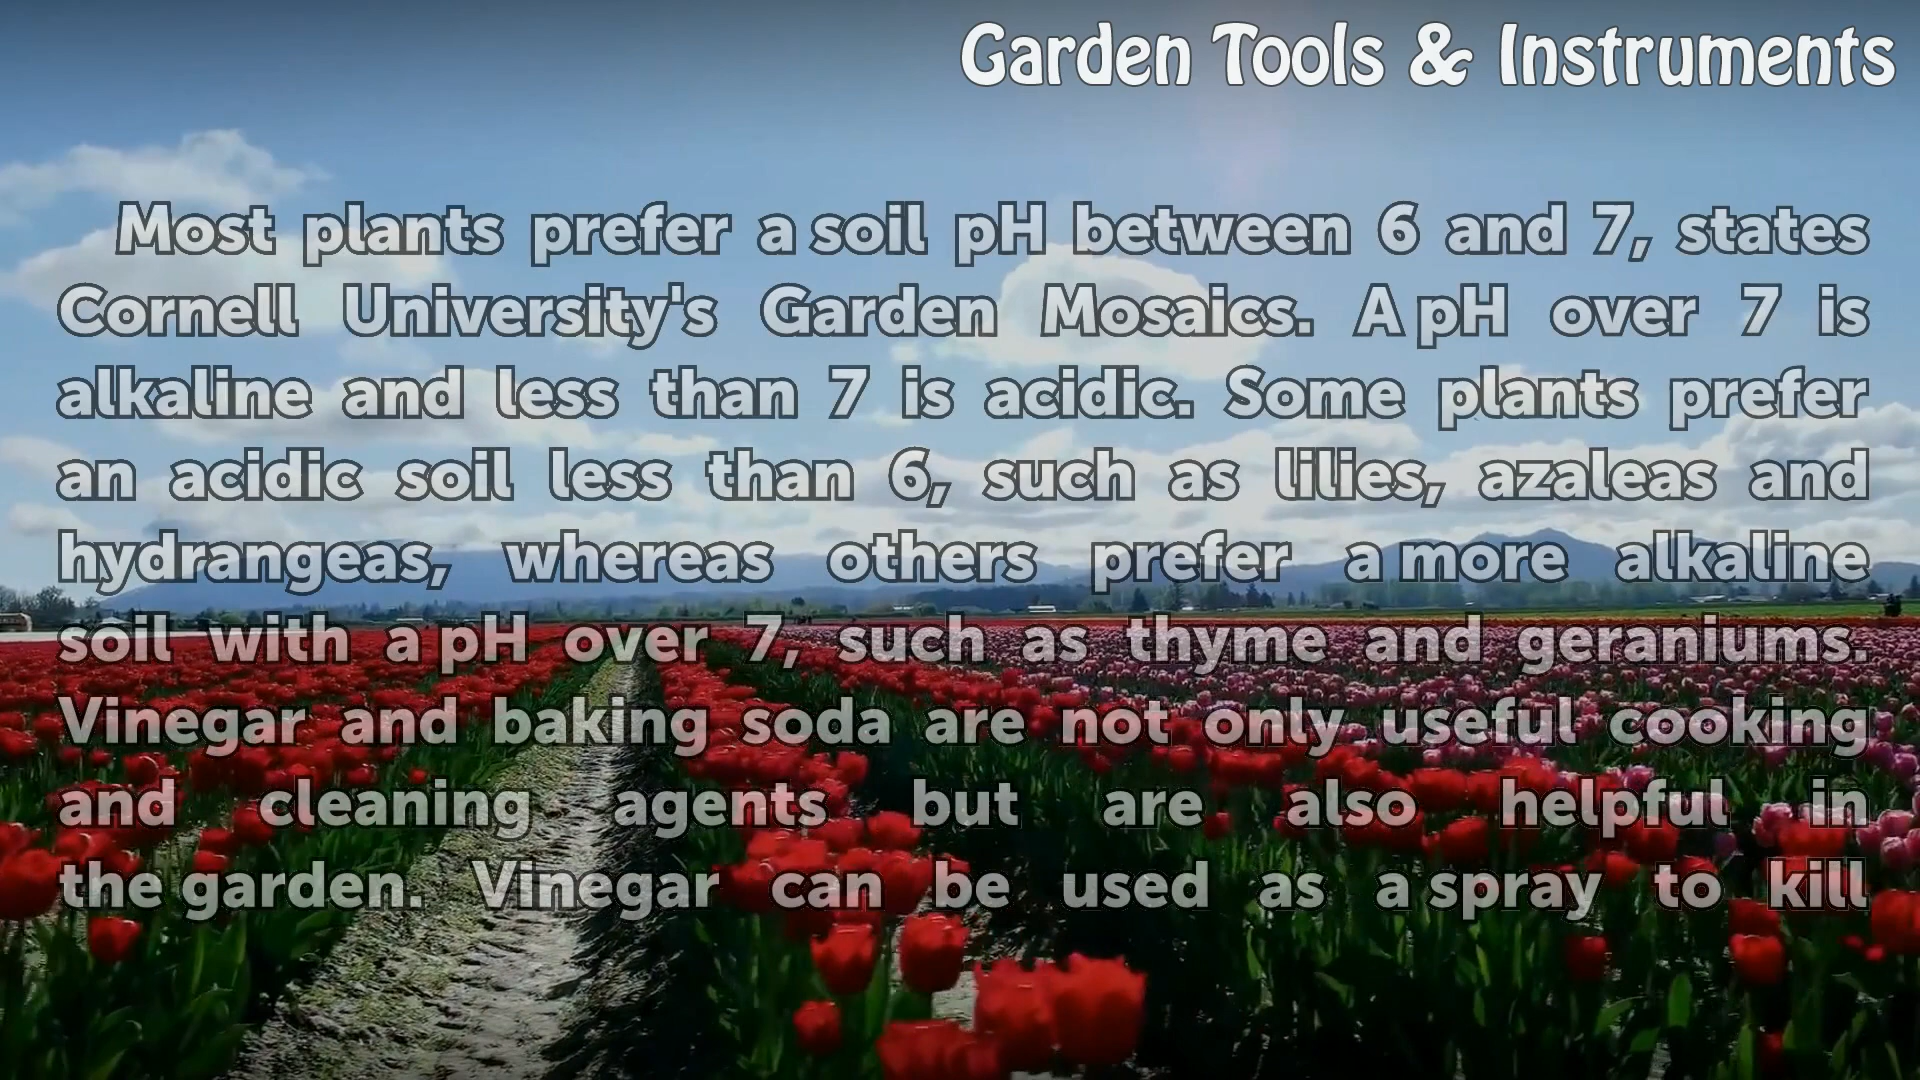 Garden Tools & Instruments
Most plants prefer a soil pH between 6 and 7, states
Cornell University's Garden Mosaics. A pH over 7 is
alkaline and less than 7 is acidic. Some plants prefer
an acidic soil less than 6, such as lilies, azaleas and
hydrangeas, whereas others prefer a more alkaline
soil with a pH over 7, such as thyme and geraniums.
Vinegar and baking soda are not only useful cooking
and cleaning agents but are also helpful in
the garden. Vinegar can be used as a spray to kill